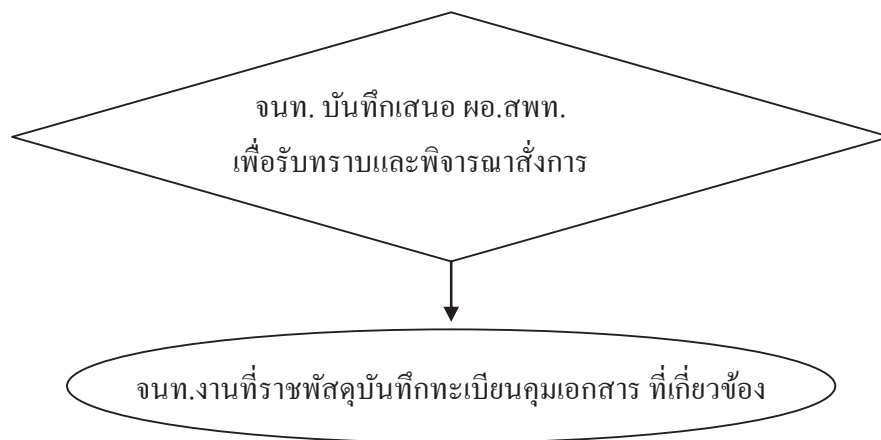 จนท. บันทึกเสนอ ผอ.สพท.
เพื่อรับทราบและพิจารณาสั่งการ
จนท.งานที่ราชพัสดุบันทึกทะเบียนคุมเอกสาร ที่เกี่ยวข้อง